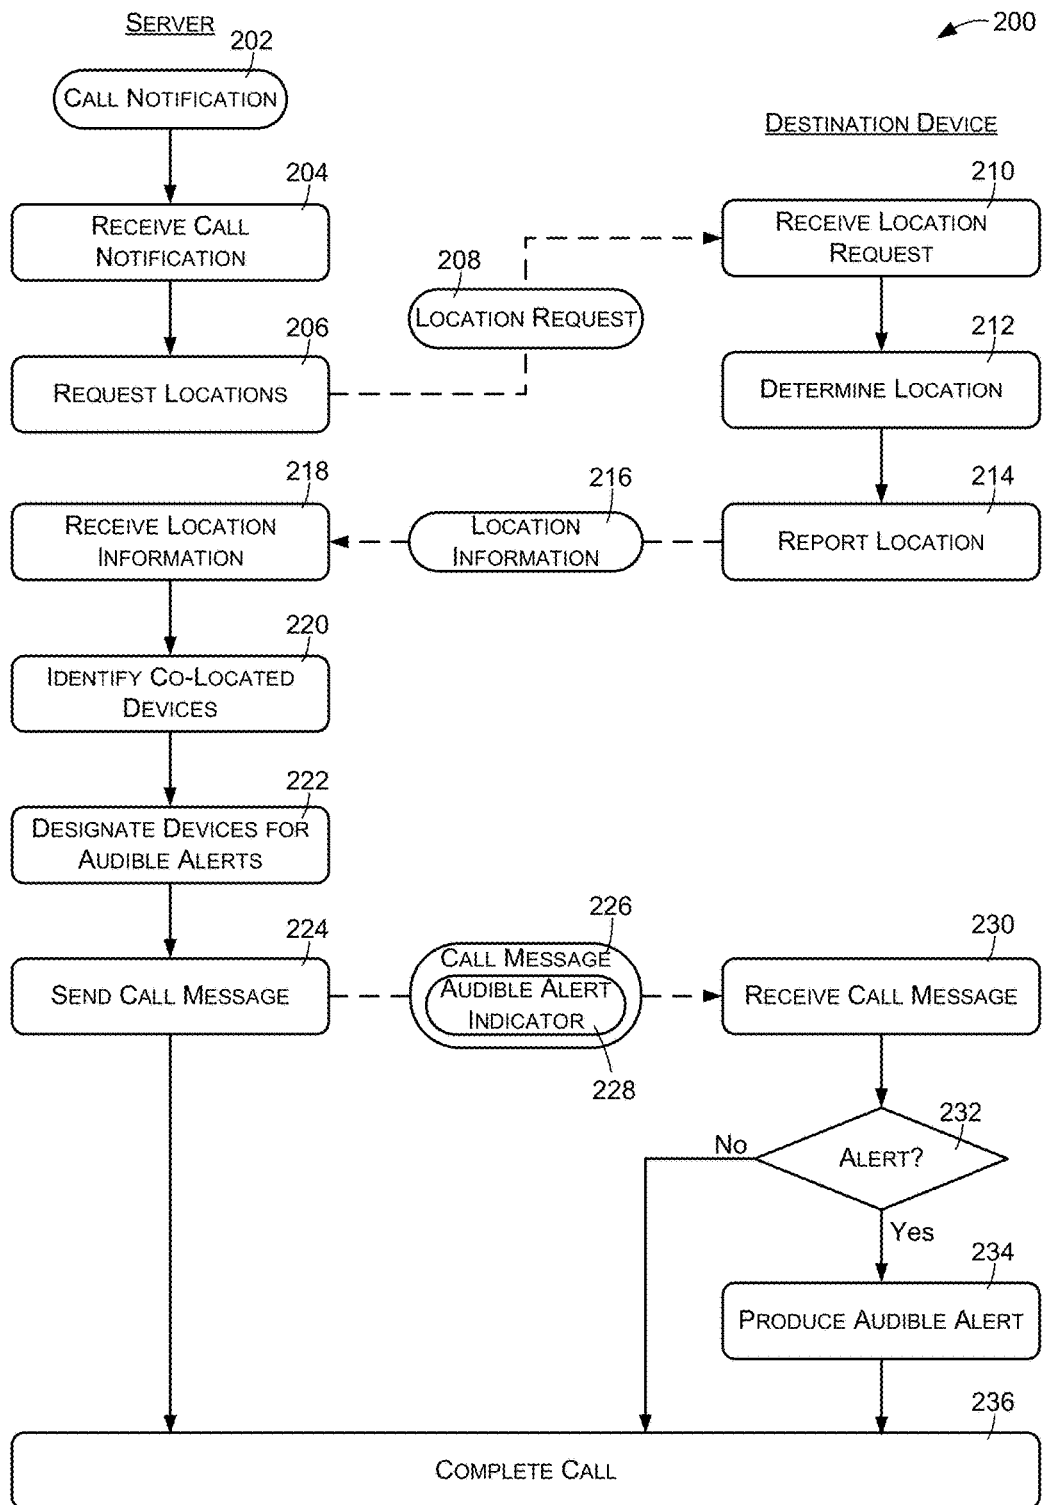 SERVER
200
202
CALL NOTIFICATION
DESTINATION DEVICE
204
RECEIVE CALL
NOTIFICATION
210
RECEIVE LOCATION
REQUEST
208
LOCATION REQUEST
206
REQUEST LOCATIONS
212
DETERMINE LOCATION
218
RECEIVE LOCATION
INFORMATION
216
LOCATION
INFORMATION
214
REPORT LOCATION
220
IDENTIFY CO-LOCATED
DEVICES
222
DESIGNATE DEVICES FOR
AUDIBLE ALERTS
224
SEND CALL MESSAGE
226
CALL MESSAGE
AUDIBLE ALERT
INDICATOR
228
230
RECEIVE CALL MESSAGE
232
ALERT?
No
Yes
234
PRODUCE AUDIBLE ALERT
236
COMPLETE CALL